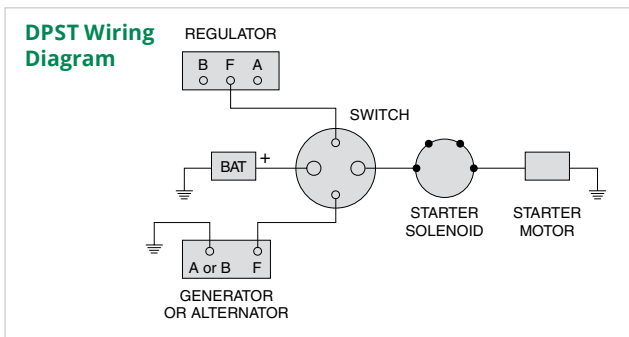 DPST Wiring
Diagram
REGULATOR
B F A
SWITCH
BAT +
STARTER
SOLENOID
STARTER
MOTOR
A or B F
GENERATOR
OR ALTERNATOR